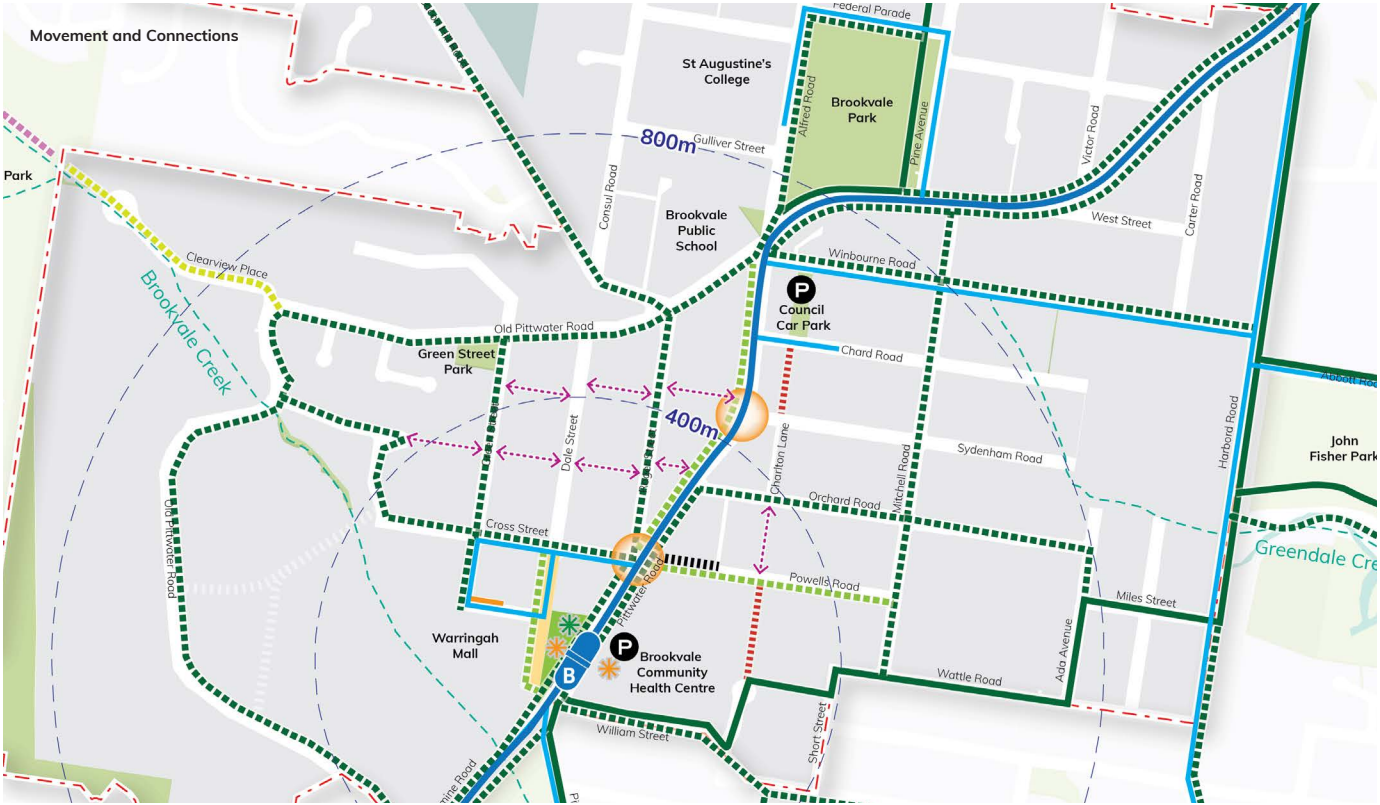 Movement and Connections
Federal Parade
St Augustine's
College
Alfred Road
Brookvale
Park
Pine Avenue
Victor Road
Carter Road
800m
Gulliver Street
Consul Road
Park
Brookvale
Public
School
West Street
Clearview Place
Winbourne Road
Brookvale Creek
P
Council
Car Park
Old Pittwater Road
Green Street
Park
Chard Road
Abbott Road
Harbord Road
400m
Dale Street
Charlton Lane
Mitchell Road
Sydenham Road
John
Fisher Park
Old Pittwater Road
Orchard Road
Cross Street
Greendale Cre
Pittwater Road
Powells Road
Miles Street
Warringah
Mall
P
B
Brookvale
Community
Health Centre
Ada Avenue
Wattle Road
Short Street
William Street
mine Road